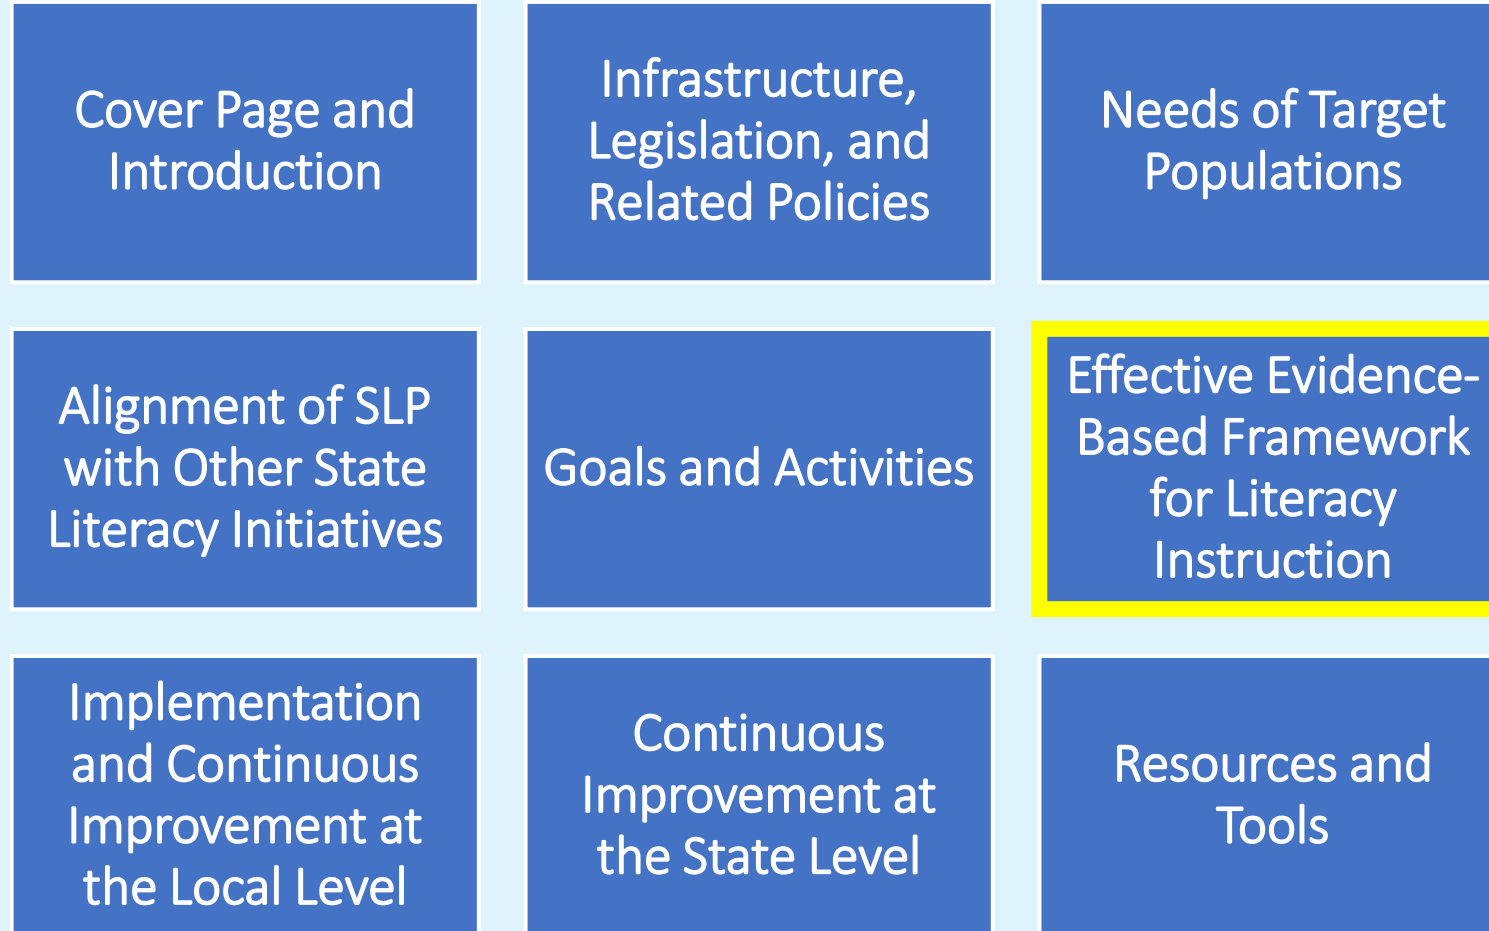 Cover Page and
Introduction
Infrastructure,
Legislation, and
Related Policies
Needs of Target
Populations
Alignment of SLP
with Other State
Literacy Initiatives
Goals and Activities
Effective Evidence-
Based Framework
for Literacy
Instruction
Implementation
and Continuous
Improvement at
the Local Level
Continuous
Improvement at
the State Level
Resources and
Tools